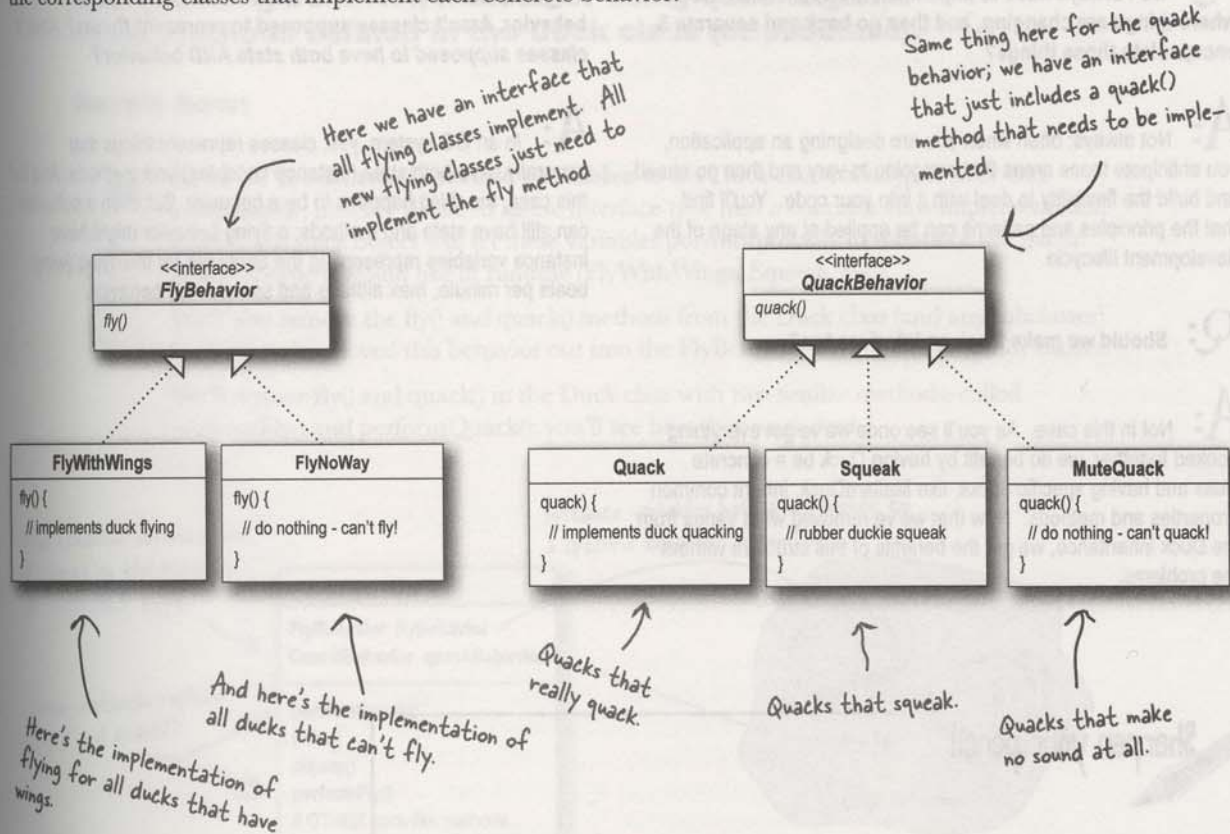 the corresponding classes that implement each concrete behavior.
Here we have an interface that
all flying classes implement. All
new flying classes just need to
implement the fly method
Same thing here for the quack
behavior; we have an interface
that just includes a quack()
method that needs to be imple-
mented.
<<interface>>
FlyBehavior
fly()
<<interface>>
QuackBehavior
quack()
FlyWithWings
fly() {
// implements duck flying
}
FlyNoWay
fly() {
// do nothing - can't fly!
}
Quack
quack) {
// implements duck quacking
}
Squeak
quack() {
// rubber duckie squeak
}
MuteQuack
quack() {
// do nothing - can't quack!
}
Here's the implementation of
flying for all ducks that have
wings.
And here's the implementation of
all ducks that can't fly.
Quacks that
really quack.
Quacks that squeak.
Quacks that make
no sound at all.